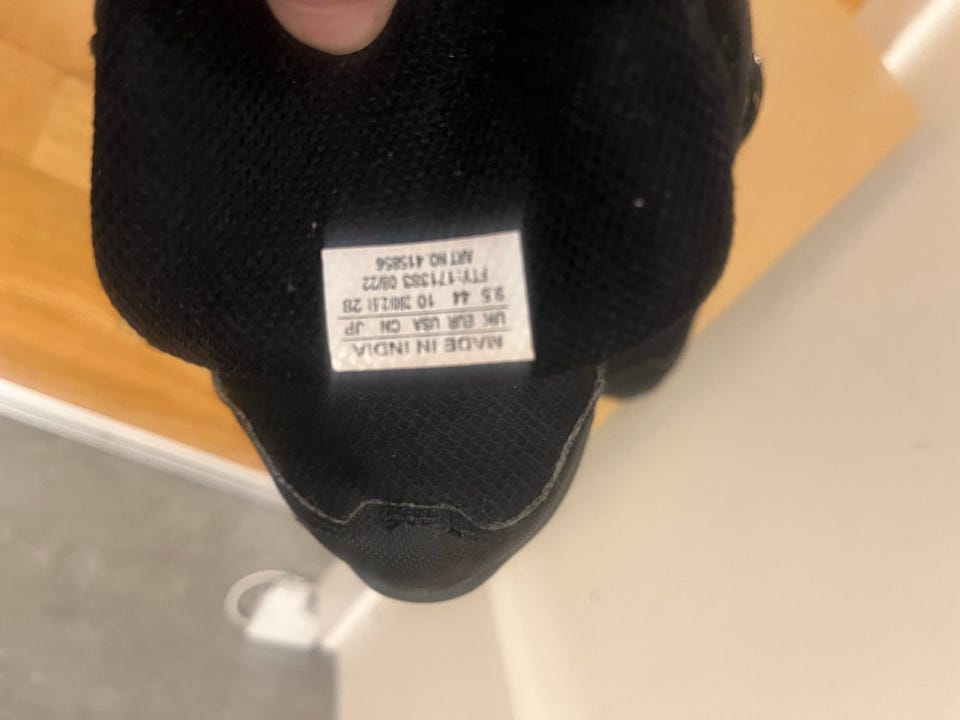 MADE IN INDIA
UK EUR USA CN JP
9.5 44 10 280(2.5) 28
FTY:171383 08/22
ART NO. 415856